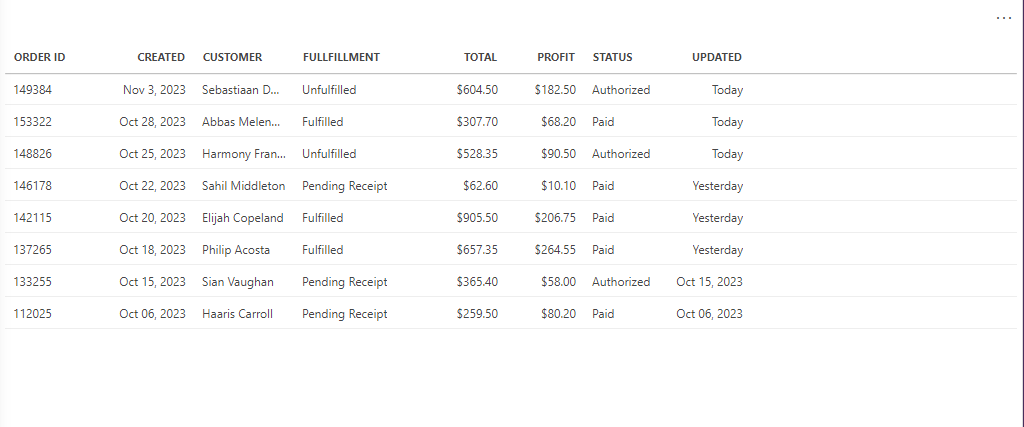 ORDER ID CREATED CUSTOMER FULLFILLMENT TOTAL PROFIT STATUS UPDATED
149384 Nov 3, 2023 Sebastiaan D... Unfulfilled $604.50 $182.50 Authorized Today
153322 Oct 28, 2023 Abbas Melen... Fulfilled $307.70 $68.20 Paid Today
148826 Oct 25, 2023 Harmony Fran... Unfulfilled $528.35 $90.50 Authorized Today
146178 Oct 22, 2023 Sahil Middleton Pending Receipt $62.60 $10.10 Paid Yesterday
142115 Oct 20, 2023 Elijah Copeland Fulfilled $905.50 $206.75 Paid Yesterday
137265 Oct 18, 2023 Philip Acosta Fulfilled $657.35 $264.55 Paid Yesterday
133255 Oct 15, 2023 Sian Vaughan Pending Receipt $365.40 $58.00 Authorized Oct 15, 2023
112025 Oct 06, 2023 Haaris Carroll Pending Receipt $259.50 $80.20 Paid Oct 06, 2023